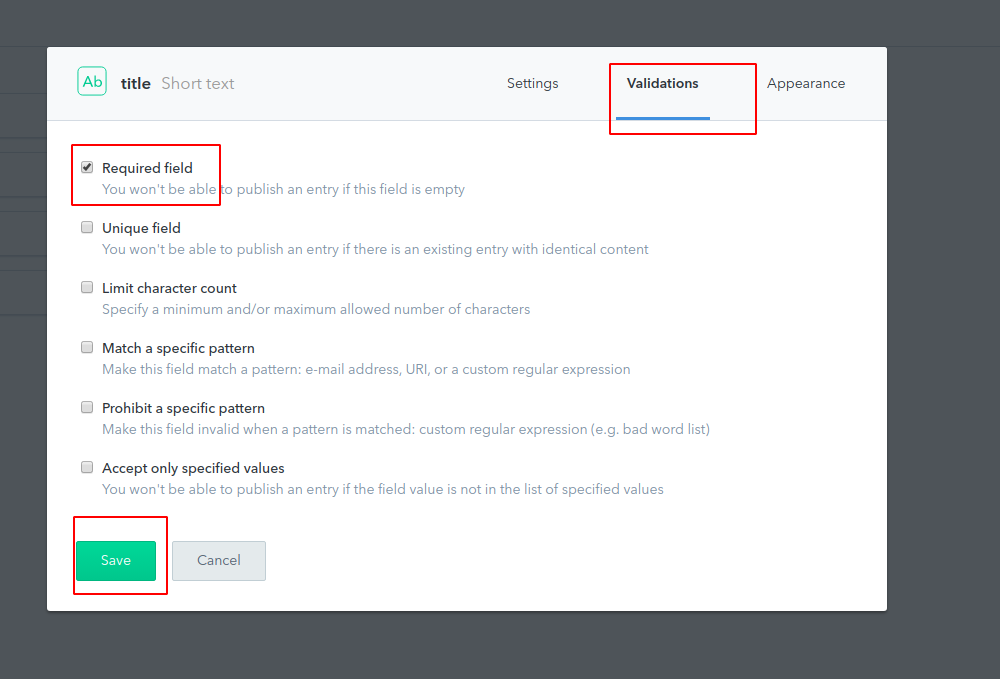 Ab title Short text Settings Validations Appearance
Required field
You won't be able to publish an entry if this field is empty
Unique field
You won't be able to publish an entry if there is an existing entry with identical content
Limit character count
Specify a minimum and/or maximum allowed number of characters
Match a specific pattern
Make this field match a pattern: e-mail address, URI, or a custom regular expression
Prohibit a specific pattern
Make this field invalid when a pattern is matched: custom regular expression (e.g. bad word list)
Accept only specified values
You won't be able to publish an entry if the field value is not in the list of specified values
Save Cancel